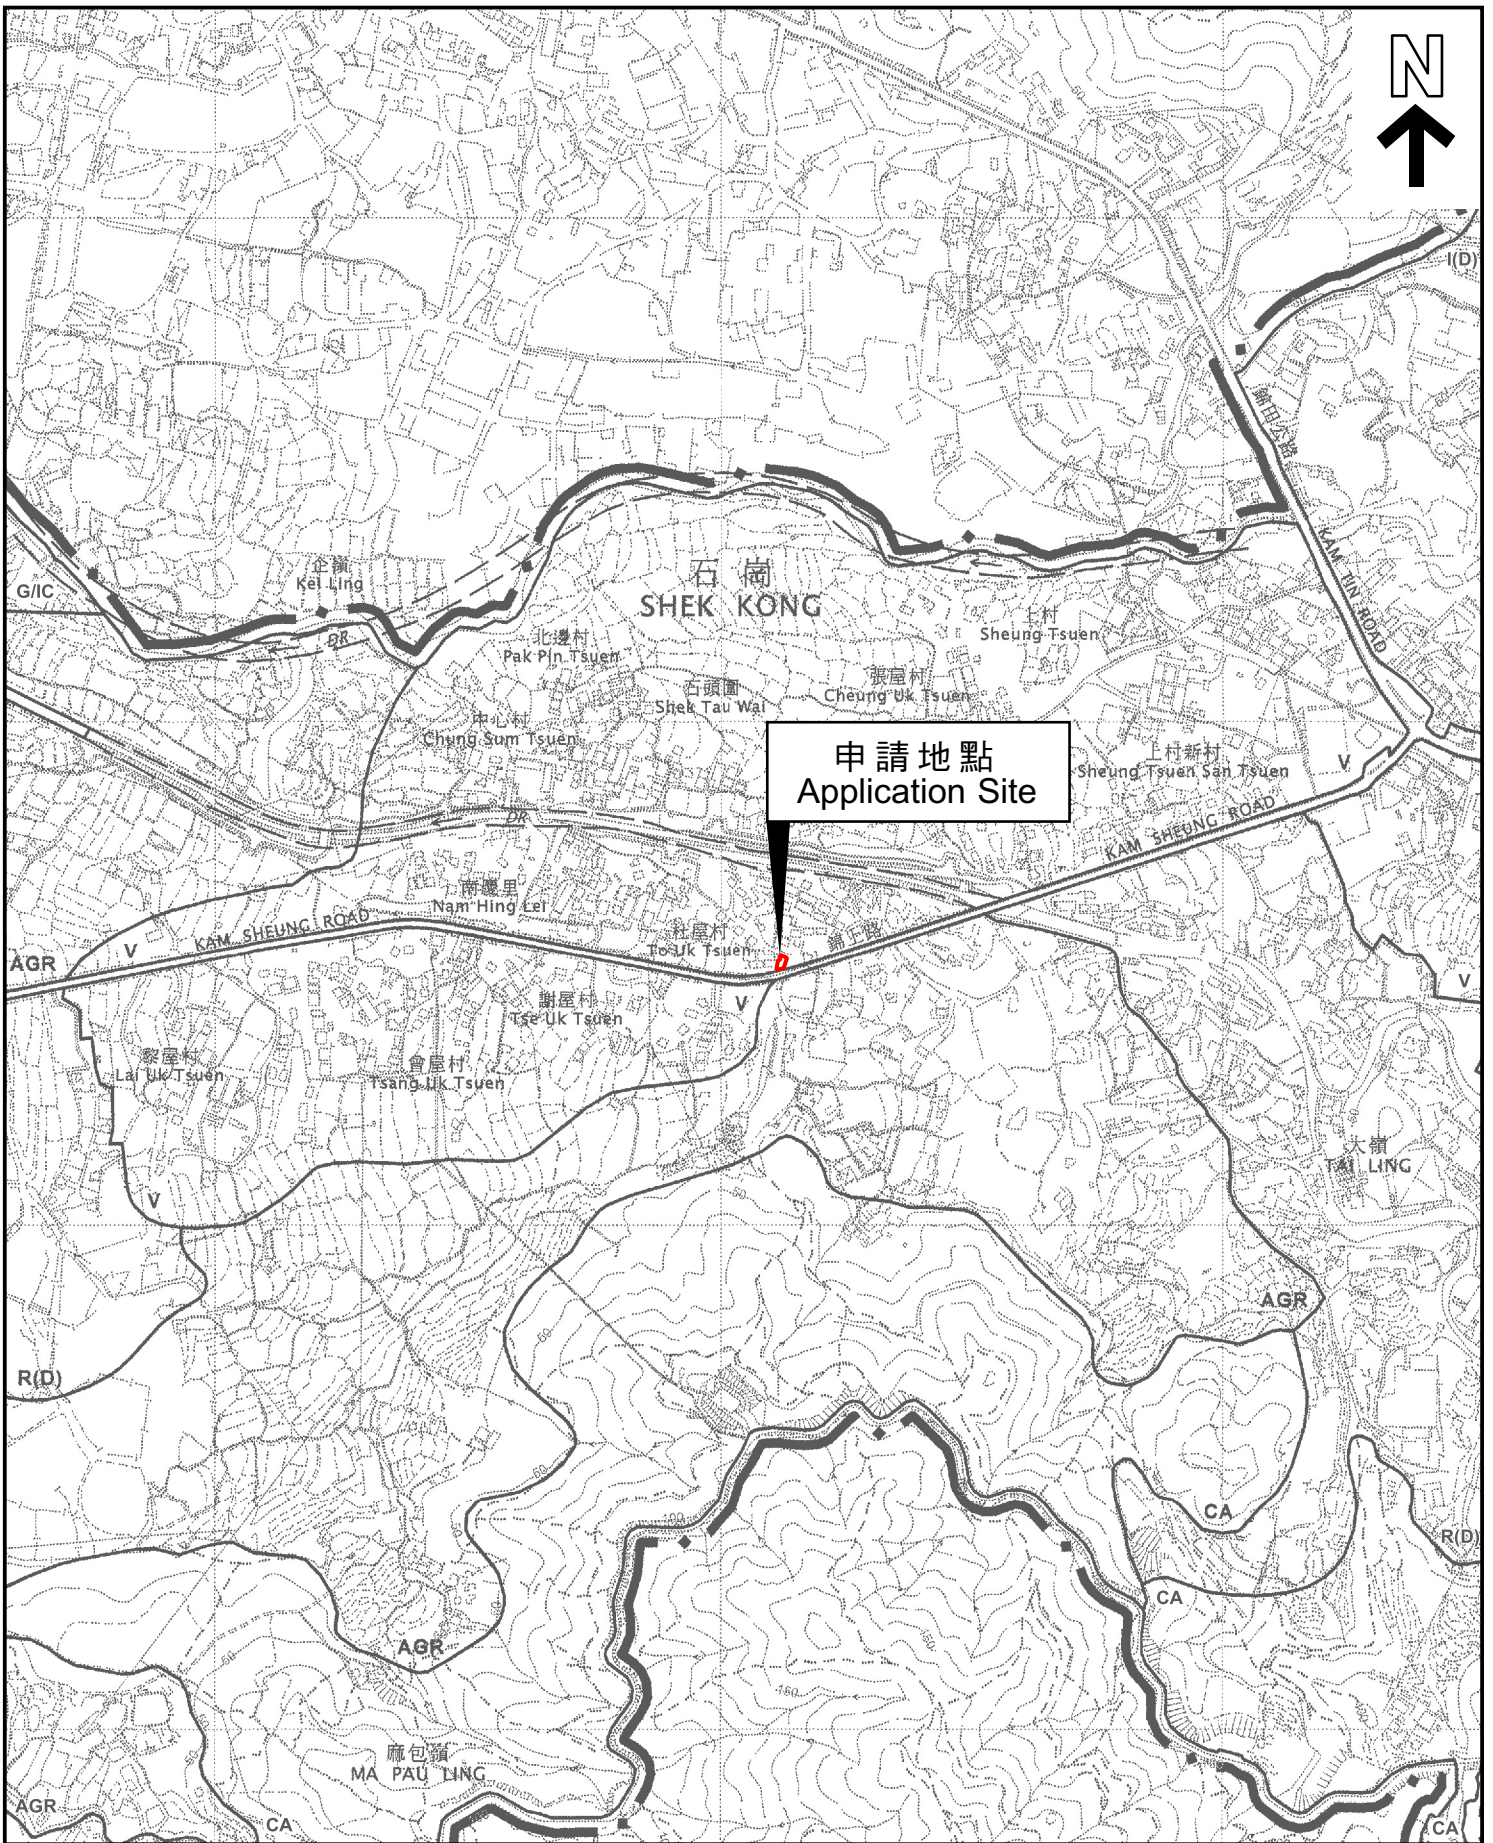 N
I(D)
錦田公路
KAM TIN ROAD
G/IC
企嶺
Kei Ling
石崗
SHEK KONG
DR
北邊村
Pak Pin Tsuen
上村
Sheung Tsuen
石頭圍
Shek Tau Wai
張屋村
Cheung Uk Tsuen
中心村
Chung Sum Tsuen
申請地點
Application Site
上村新村
Sheung Tsuen San Tsuen
V
DR
KAM SHEUNG ROAD
南慶里
Nam Hing Lei
KAM SHEUNG ROAD
杜屋村
To Uk Tsuen
錦上路
V
AGR
V
謝屋村
Tse Uk Tsuen
V
黎屋村
Lai Uk Tsuen
曾屋村
Tsang Uk Tsuen
大嶺
TAI LING
V
AGR
R(D)
CA
R(D)
CA
AGR
麻包嶺
MA PAU LING
AGR
CA
CA